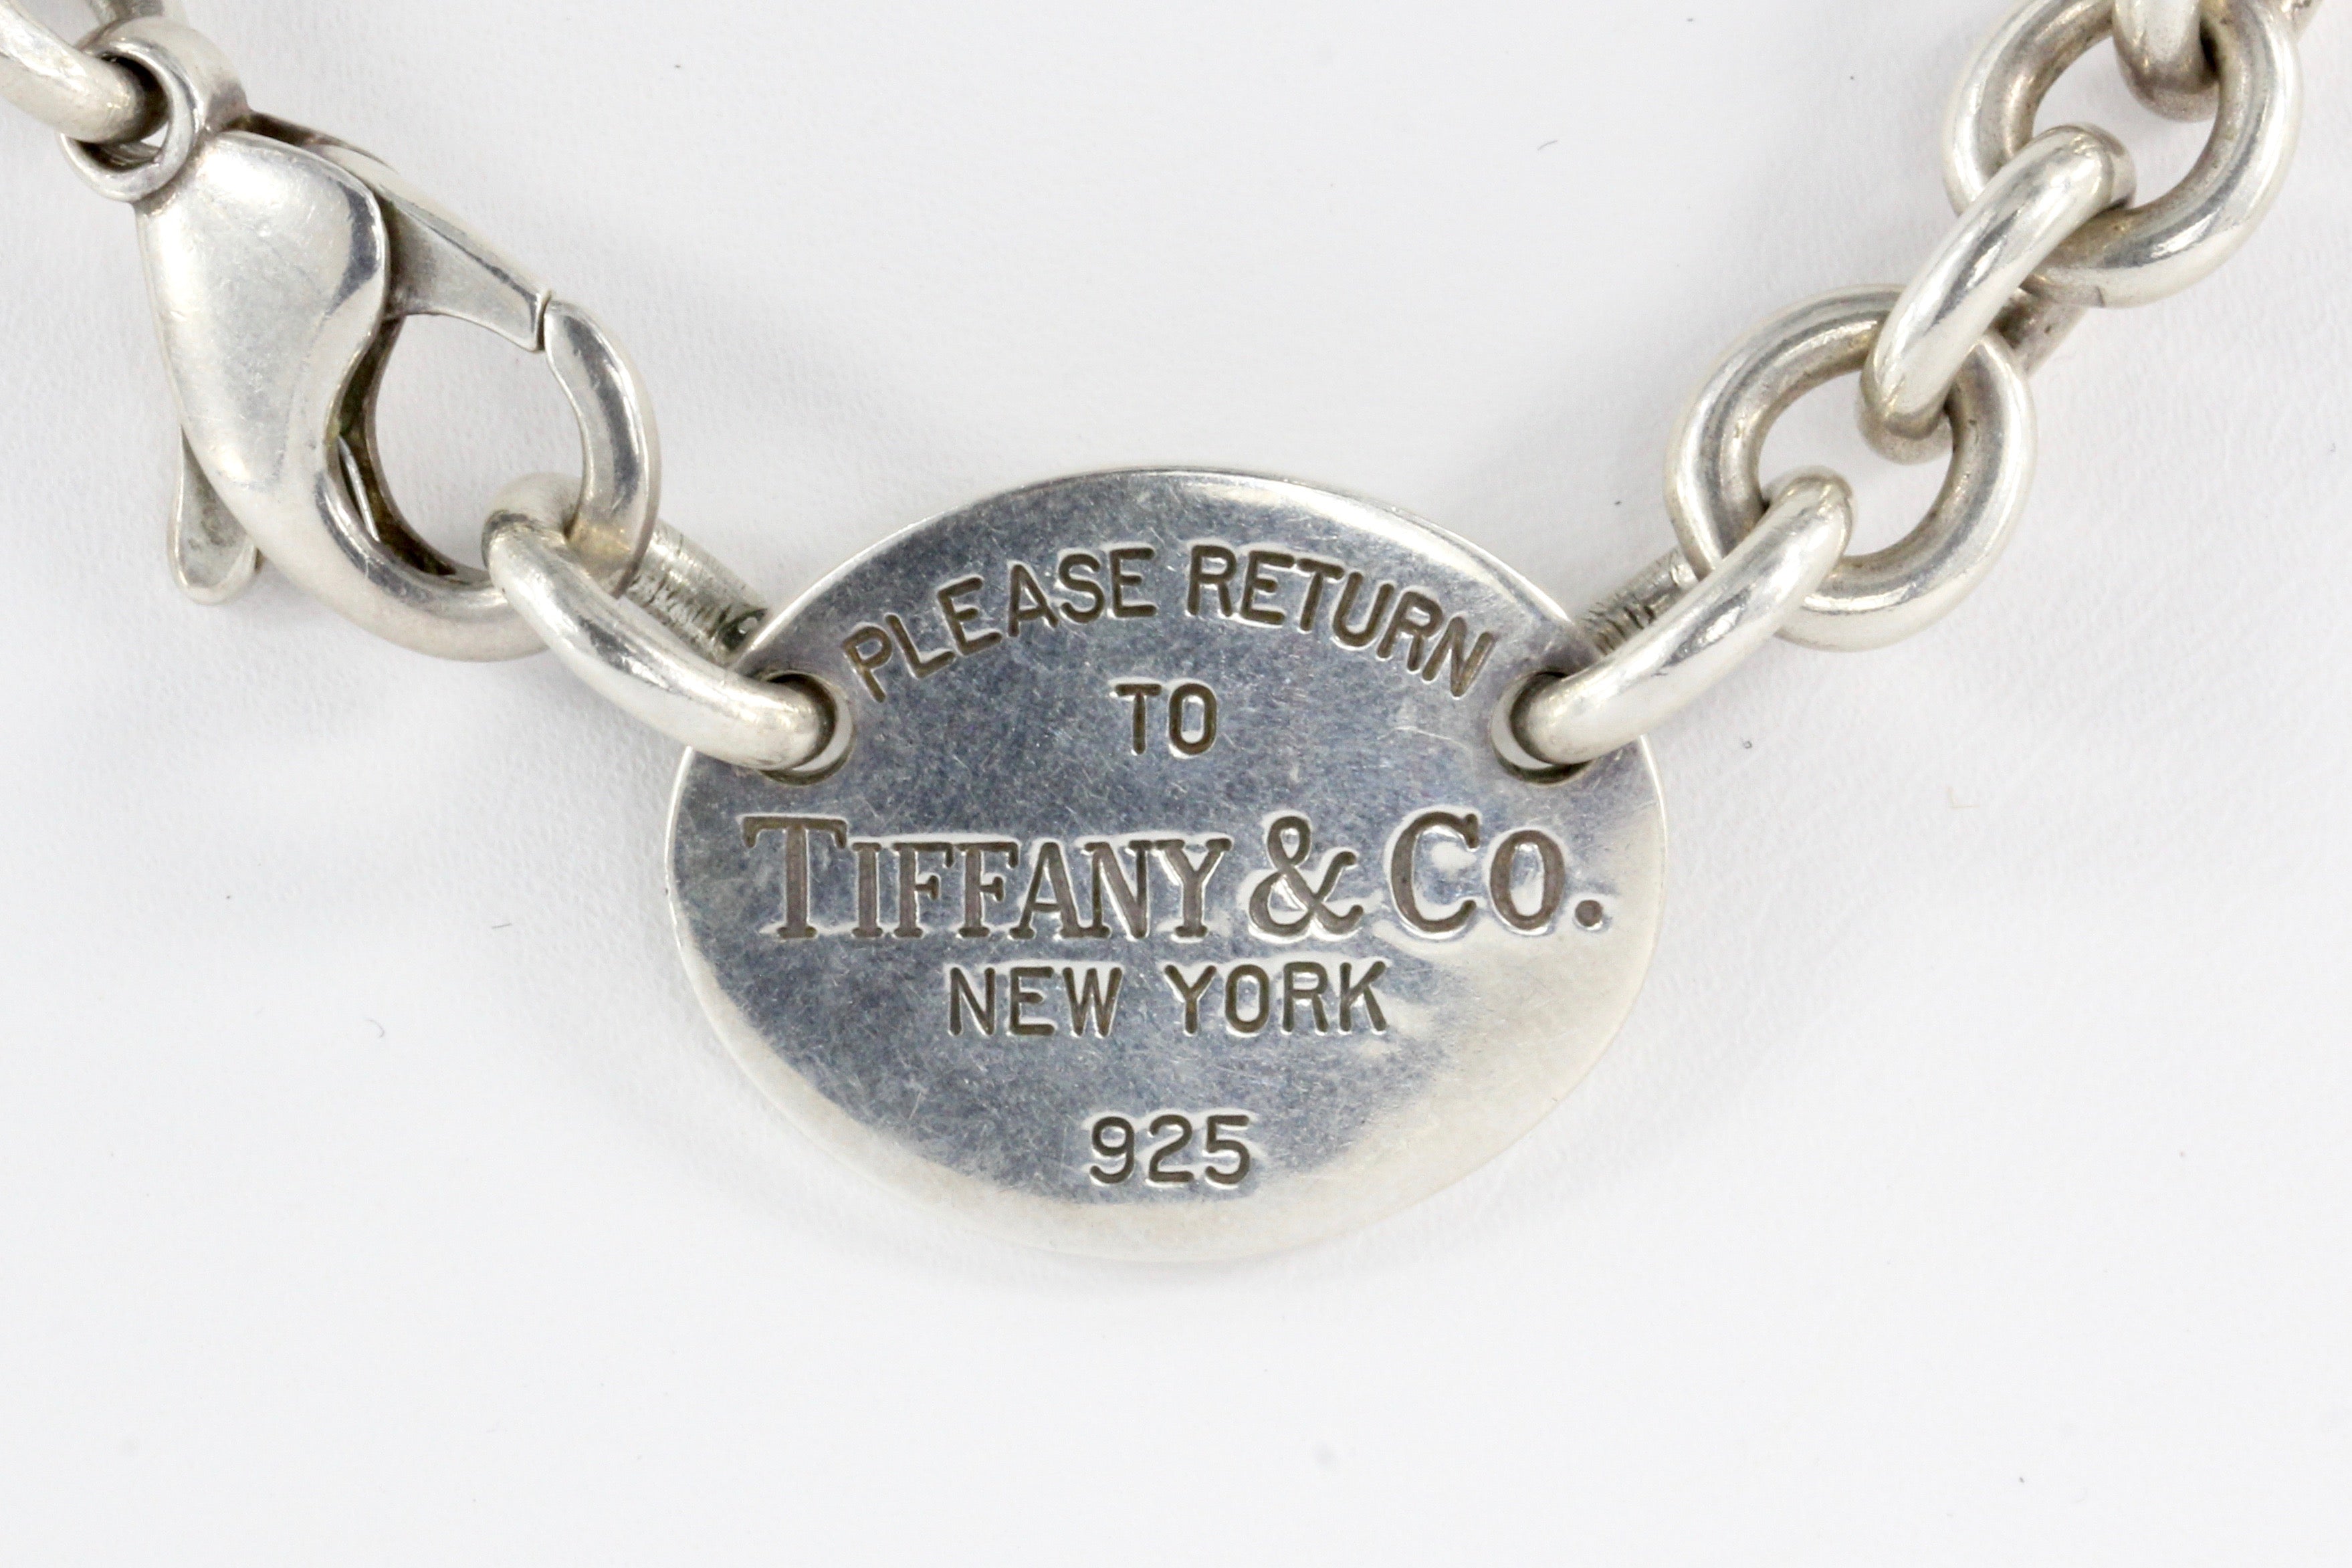 PLEASE RETURN
TO
TIFFANY & CO.
NEW YORK
925